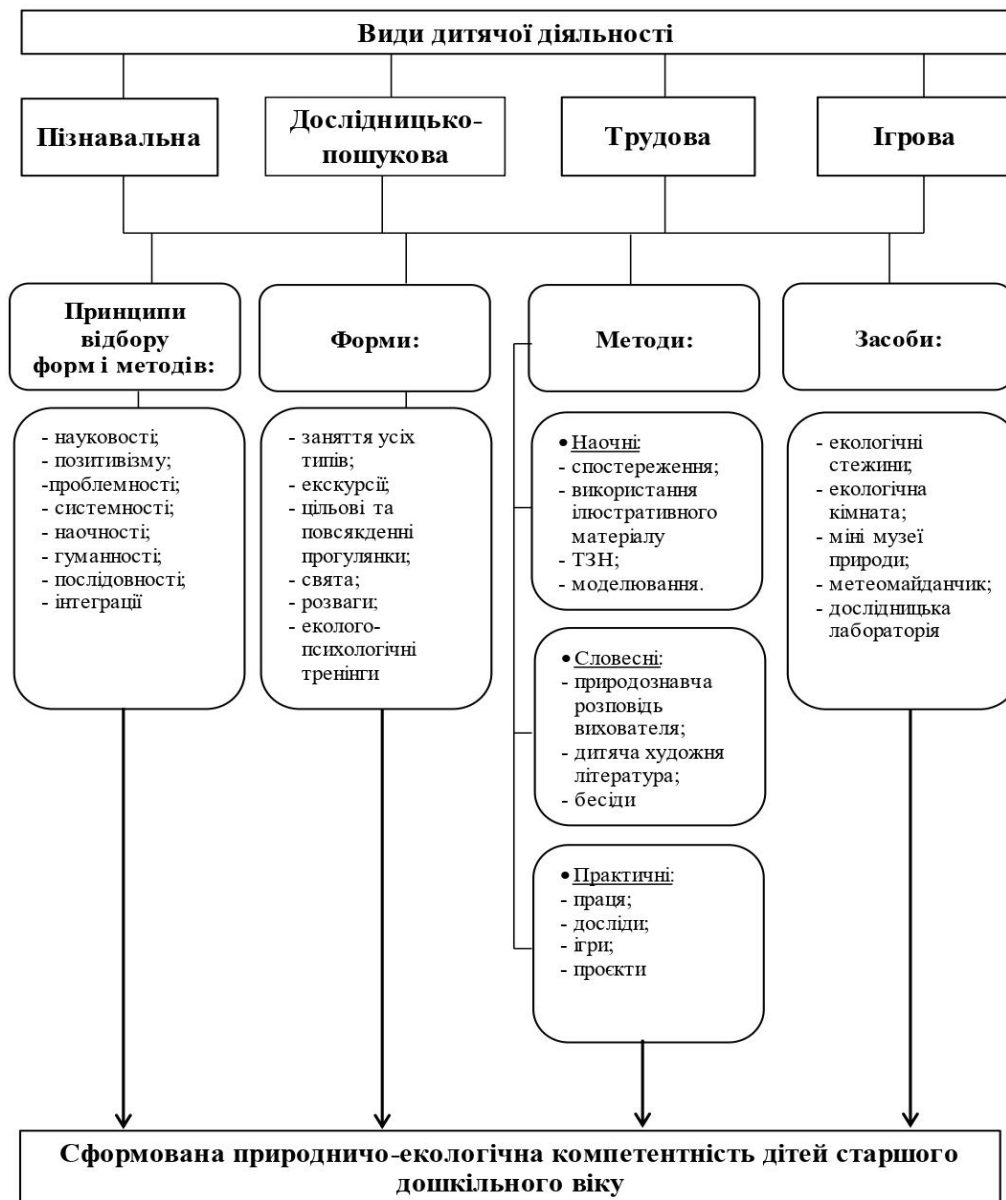 Види дитячої діяльності
Пізнавальна
Дослідницько-
пошукова
Трудова
Ігрова
Принципи
відбору
форм і методів:
Форми:
Методи:
Засоби:
- науковості;
- позитивізму;
-проблемності;
- системності;
- наочності;
- гуманності;
- послідовності;
- інтеграції
- заняття усіх
типів;
- екскурсії;
- цільові та
повсякденні
прогулянки;
- свята;
- розваги;
- еколого-
психологічні
тренінги
• Наочні:
- спостереження;
- використання
ілюстративного
матеріалу
- ТЗН;
- моделювання.
• Словесні:
- природознавча
розповідь
вихователя;
- дитяча художня
література;
- бесіди
• Практичні:
- праця;
- досліди;
- ігри;
- проєкти
- екологічні
стежини;
- екологічна
кімната;
- міні музеї
природи;
- метеомайданчик;
- дослідницька
лабораторія
Сформована природничо-екологічна компетентність дітей старшого
дошкільного віку